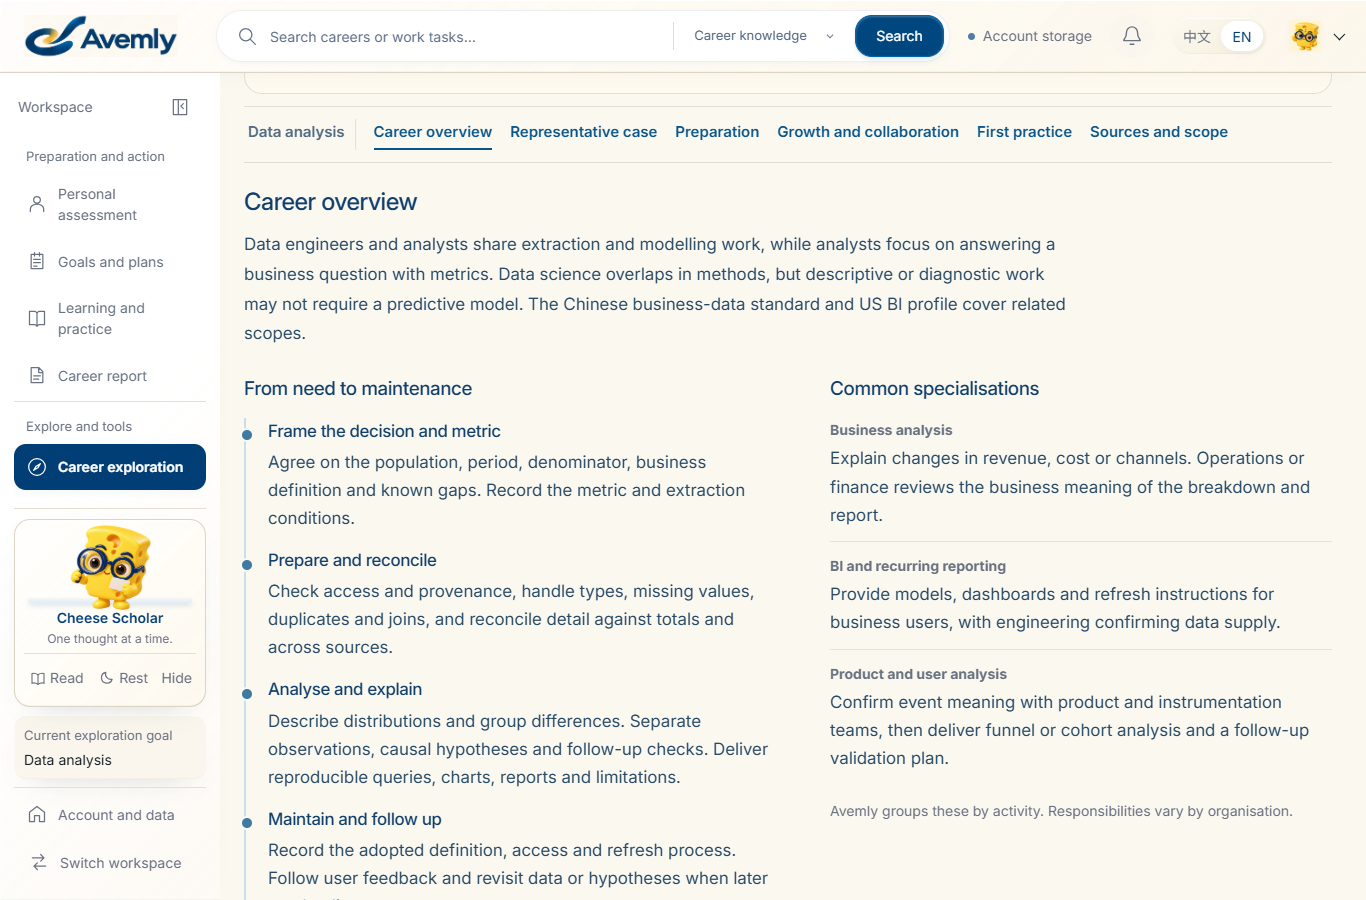 Avemly
Search careers or work tasks...
Career knowledge
Search
Account storage
中文
EN
Workspace
Preparation and action
Personal
assessment
Goals and plans
Learning and
practice
Career report
Explore and tools
Career exploration
Cheese Scholar
One thought at a time.
Read
Rest
Hide
Current exploration goal
Data analysis
Account and data
Switch workspace
Data analysis
Career overview
Representative case
Preparation
Growth and collaboration
First practice
Sources and scope
Career overview
Data engineers and analysts share extraction and modelling work, while analysts focus on answering a
business question with metrics. Data science overlaps in methods, but descriptive or diagnostic work
may not require a predictive model. The Chinese business-data standard and US BI profile cover related
scopes.
From need to maintenance
Frame the decision and metric
Agree on the population, period, denominator, business
definition and known gaps. Record the metric and extraction
conditions.
Prepare and reconcile
Check access and provenance, handle types, missing values,
duplicates and joins, and reconcile detail against totals and
across sources.
Analyse and explain
Describe distributions and group differences. Separate
observations, causal hypotheses and follow-up checks. Deliver
reproducible queries, charts, reports and limitations.
Maintain and follow up
Record the adopted definition, access and refresh process.
Follow user feedback and revisit data or hypotheses when later
Common specialisations
Business analysis
Explain changes in revenue, cost or channels. Operations or
finance reviews the business meaning of the breakdown and
report.
BI and recurring reporting
Provide models, dashboards and refresh instructions for
business users, with engineering confirming data supply.
Product and user analysis
Confirm event meaning with product and instrumentation
teams, then deliver funnel or cohort analysis and a follow-up
validation plan.
Avemly groups these by activity. Responsibilities vary by organisation.